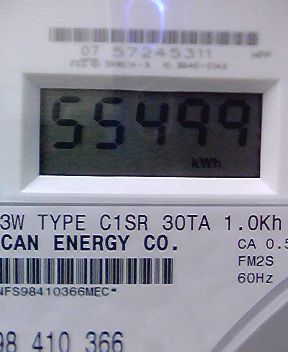 07 57245311
55499
kWh
3W TYPE C1SR 30TA 1.0Kh
CAN ENERGY CO.
CA 0.5
FM2S
NFS98410366MEC*
60Hz
98 410 366